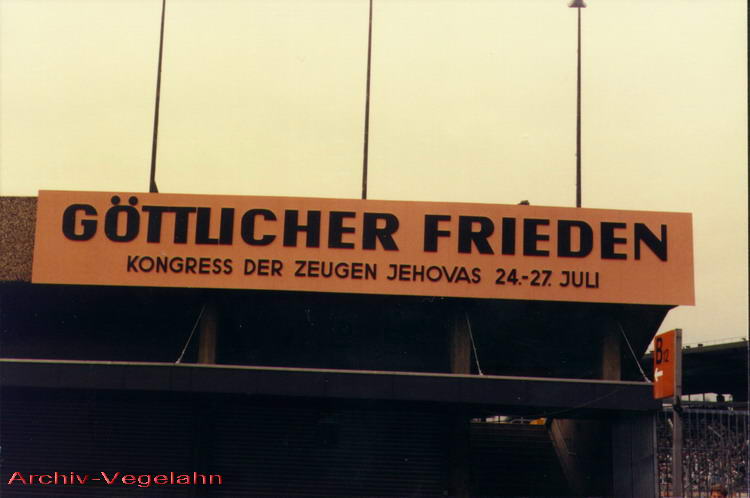 GÖTTLICHER FRIEDEN
KONGRESS DER ZEUGEN JEHOVAS 24.-27. JULI
B12
Archiv-Vegelahn